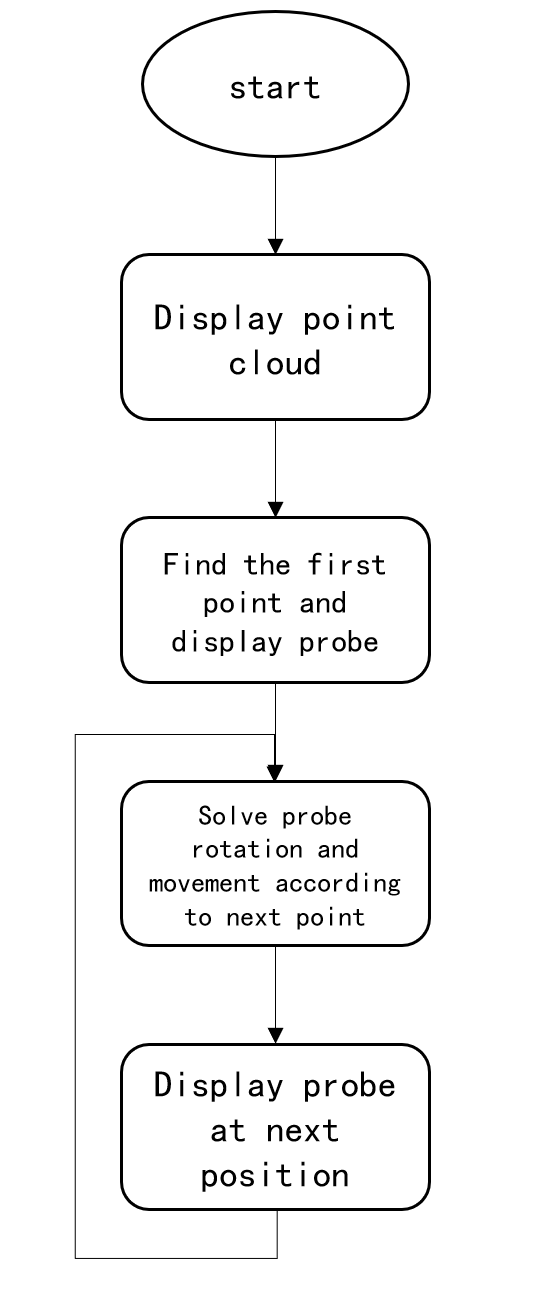 start
Display point
cloud
Find the first
point and
display probe
Solve probe
rotation and
movement according
to next point
Display probe
at next
position